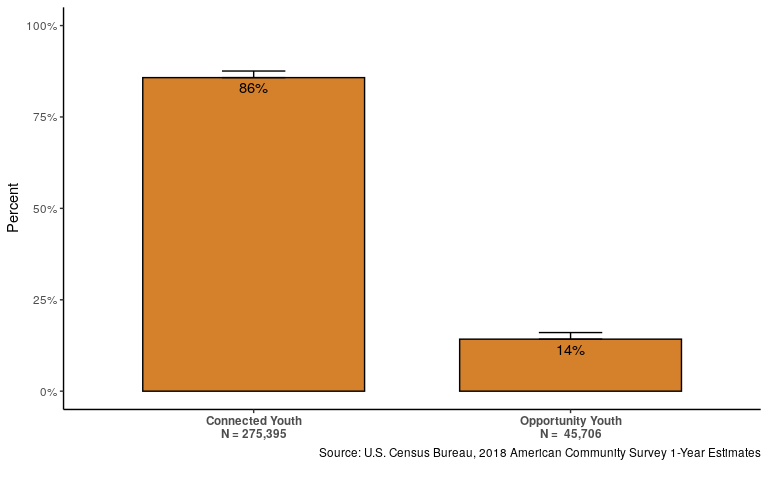 100%
75%
50%
25%
0%
Percent
86%
14%
Connected Youth
N = 275,395
Opportunity Youth
N =  45,706
Source: U.S. Census Bureau, 2018 American Community Survey 1-Year Estimates